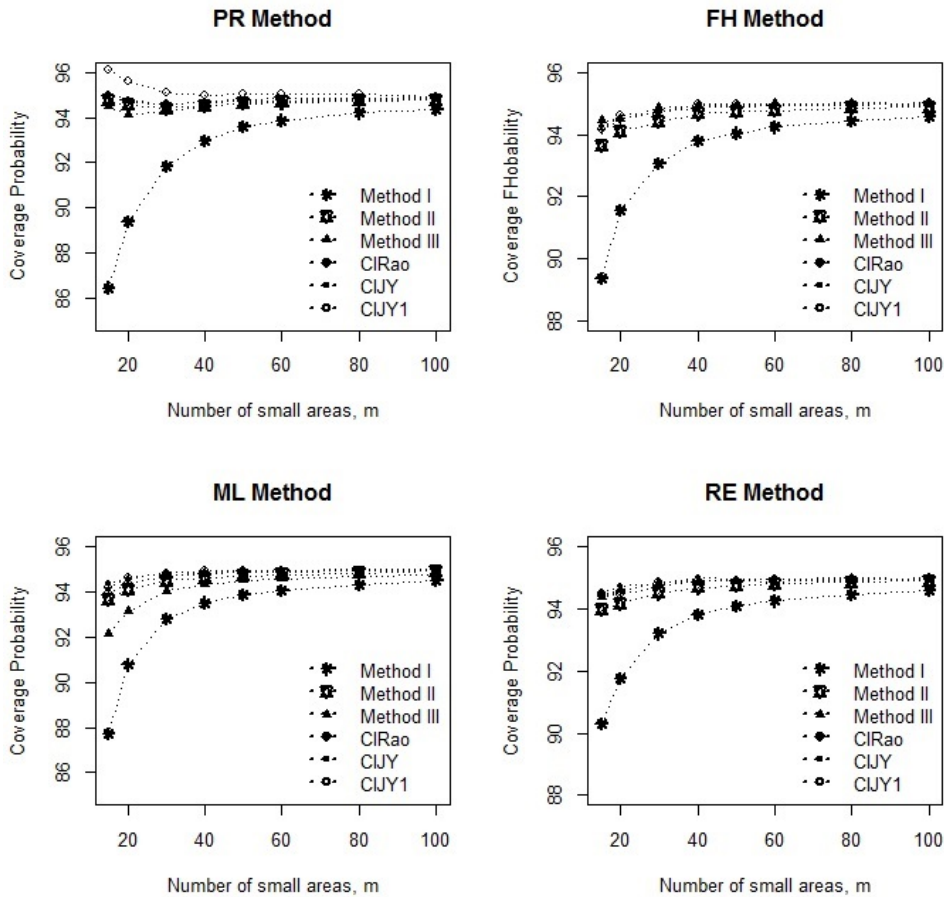 PR Method
96
94
92
90
88
86
Coverage Probability
Method I
Method II
Method III
CIRao
CIJY
CIJY1
20
40
60
80
100
Number of small areas, m
FH Method
96
94
92
90
88
Coverage FHobability
Method I
Method II
Method III
CIRao
CIJY
CIJY1
20
40
60
80
100
Number of small areas, m
ML Method
96
94
92
90
88
86
Coverage Probability
Method I
Method II
Method III
CIRao
CIJY
CIJY1
20
40
60
80
100
Number of small areas, m
RE Method
96
94
92
90
88
Coverage Probability
Method I
Method II
Method III
CIRao
CIJY
CIJY1
20
40
60
80
100
Number of small areas, m